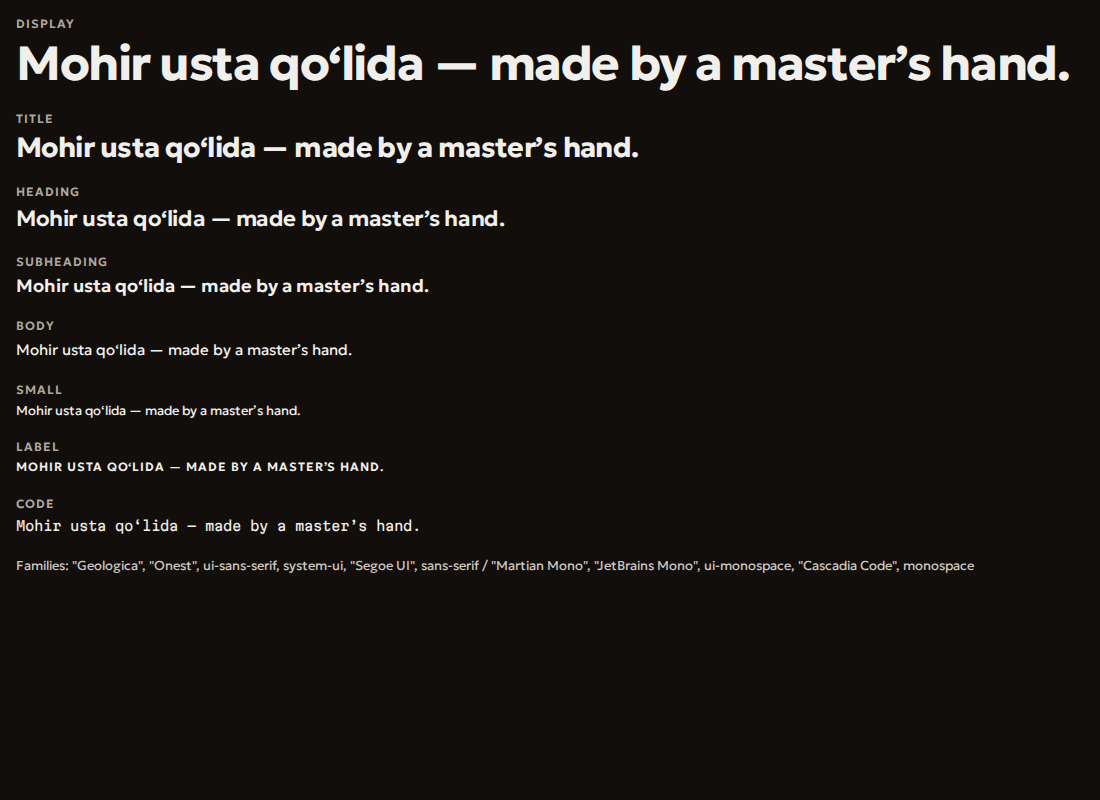 DISPLAY
Mohir usta qo‘lida — made by a master’s hand.
TITLE
Mohir usta qo‘lida — made by a master’s hand.
HEADING
Mohir usta qo‘lida — made by a master’s hand.
SUBHEADING
Mohir usta qo‘lida — made by a master’s hand.
BODY
Mohir usta qo‘lida — made by a master’s hand.
SMALL
Mohir usta qo‘lida — made by a master’s hand.
LABEL
MOHIR USTA QO‘LIDA — MADE BY A MASTER’S HAND.
CODE
Mohir usta qo‘lida — made by a master’s hand.
Families: "Geologica", "Onest", ui-sans-serif, system-ui, "Segoe UI", sans-serif / "Martian Mono", "JetBrains Mono", ui-monospace, "Cascadia Code", monospace